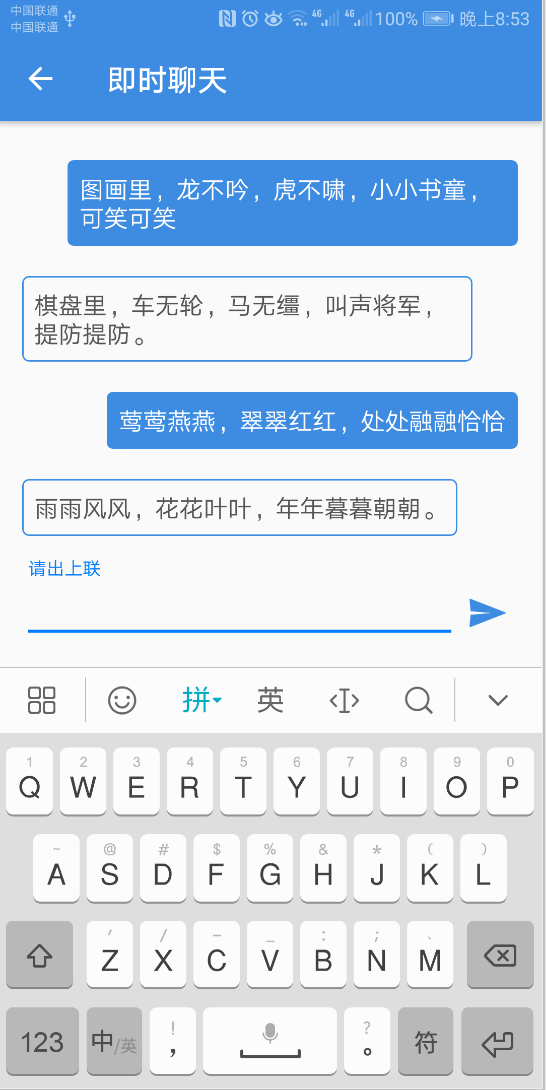 中国联通
中国联通
4G 4G 100% 晚上8:53
即时聊天
图画里，龙不吟，虎不啸，小小书童，
可笑可笑
棋盘里，车无轮，马无缰，叫声将军，
提防提防。
莺莺燕燕，翠翠红红，处处融融恰恰
雨雨风风，花花叶叶，年年暮暮朝朝。
请出上联
拼 英
1 2 3 4 5 6 7 8 9 0
Q W E R T Y U I O P
~ @ # $ % & * ( )
A S D F G H J K L
' / - _ : ; 、
Z X C V B N M
! ?
123 中/英 , 。 符